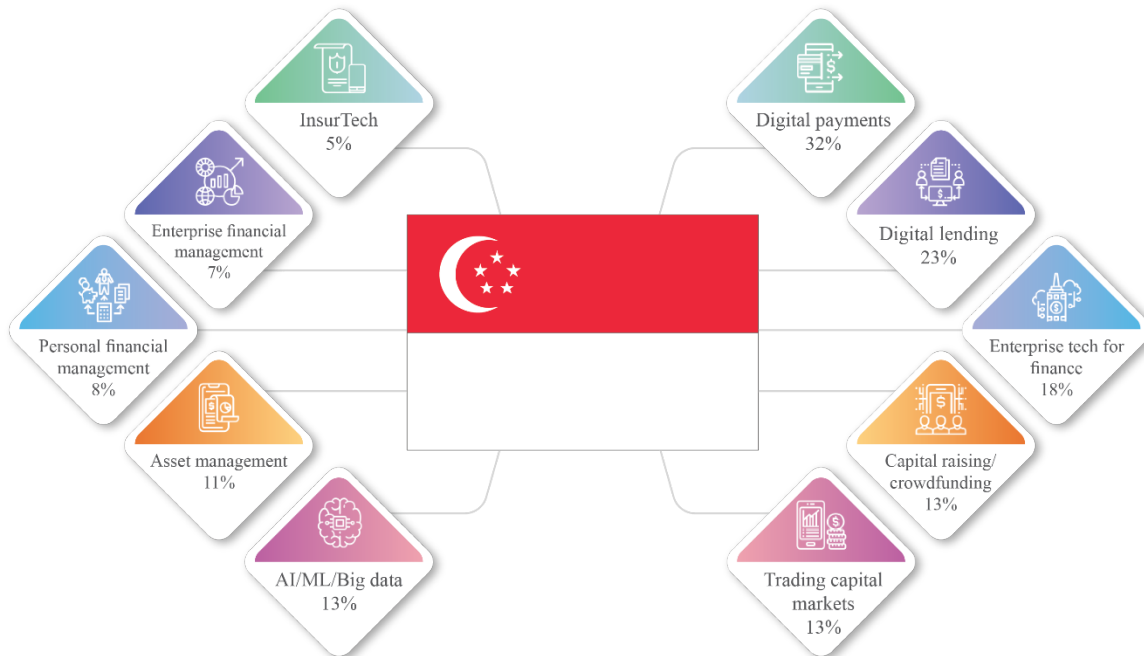 InsurTech
5%
Enterprise financial
management
7%
Personal financial
management
8%
Asset management
11%
AI/ML/Big data
13%
Digital payments
32%
Digital lending
23%
Enterprise tech for
finance
18%
Capital raising/
crowdfunding
13%
Trading capital
markets
13%